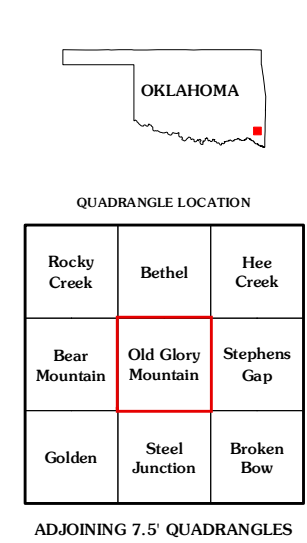 OKLAHOMA
QUADRANGLE LOCATION
Rocky
Creek
Bethel
Hee
Creek
Bear
Mountain
Old Glory
Mountain
Stephens
Gap
Golden
Steel
Junction
Broken
Bow
ADJOINING 7.5' QUADRANGLES